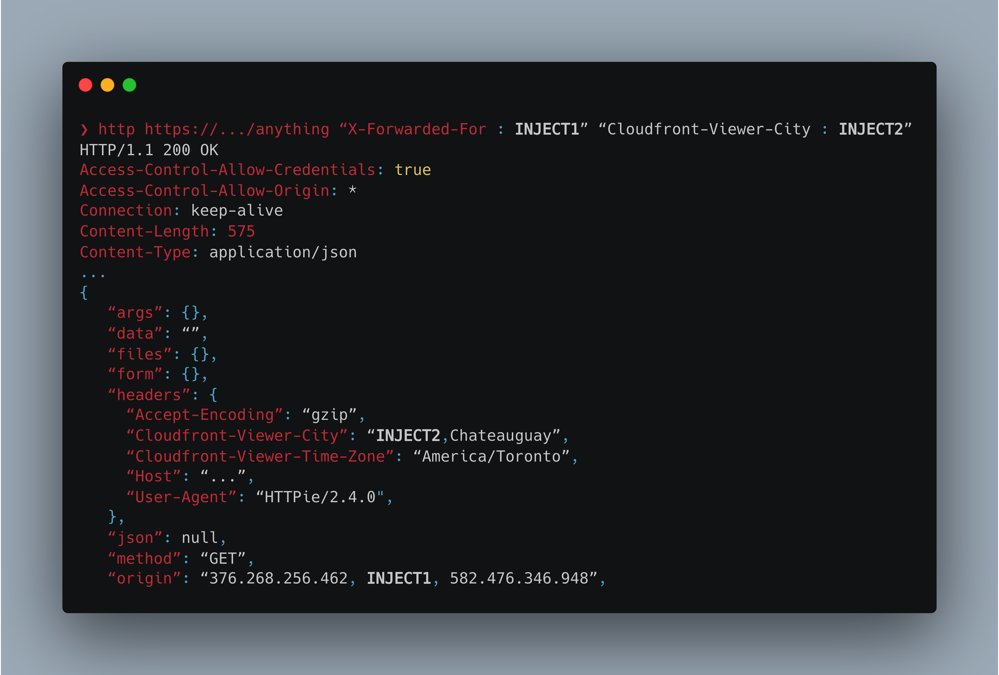 ❯ http https://.../anything “X-Forwarded-For : INJECT1” “Cloudfront-Viewer-City : INJECT2”
HTTP/1.1 200 OK
Access-Control-Allow-Credentials: true
Access-Control-Allow-Origin: *
Connection: keep-alive
Content-Length: 575
Content-Type: application/json
...
{
“args”: {},
“data”: “”,
“files”: {},
“form”: {},
“headers”: {
“Accept-Encoding”: “gzip”,
“Cloudfront-Viewer-City”: “INJECT2,Chateauguay”,
“Cloudfront-Viewer-Time-Zone”: “America/Toronto”,
“Host”: “...”,
“User-Agent”: “HTTPie/2.4.0",
},
“json”: null,
“method”: “GET”,
“origin”: “376.268.256.462, INJECT1, 582.476.346.948”,